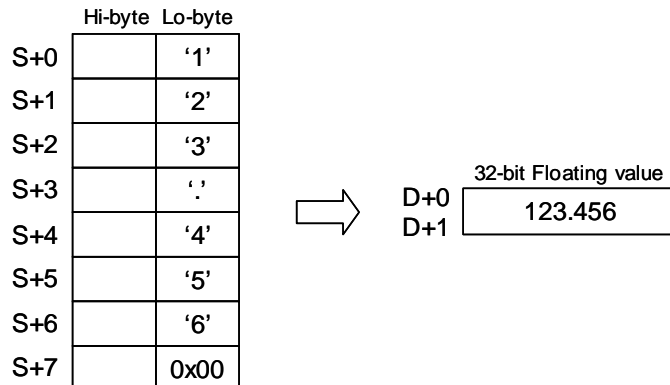 Hi-byte Lo-byte
S+0 ‘1’
S+1 ‘2’
S+2 ‘3’
S+3 ‘.’
S+4 ‘4’
S+5 ‘5’
S+6 ‘6’
S+7 0x00
32-bit Floating value
D+0
D+1
123.456